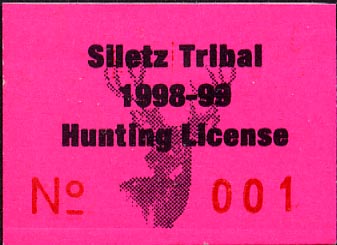 Siletz Tribal
1998-99
Hunting License
Nº 001